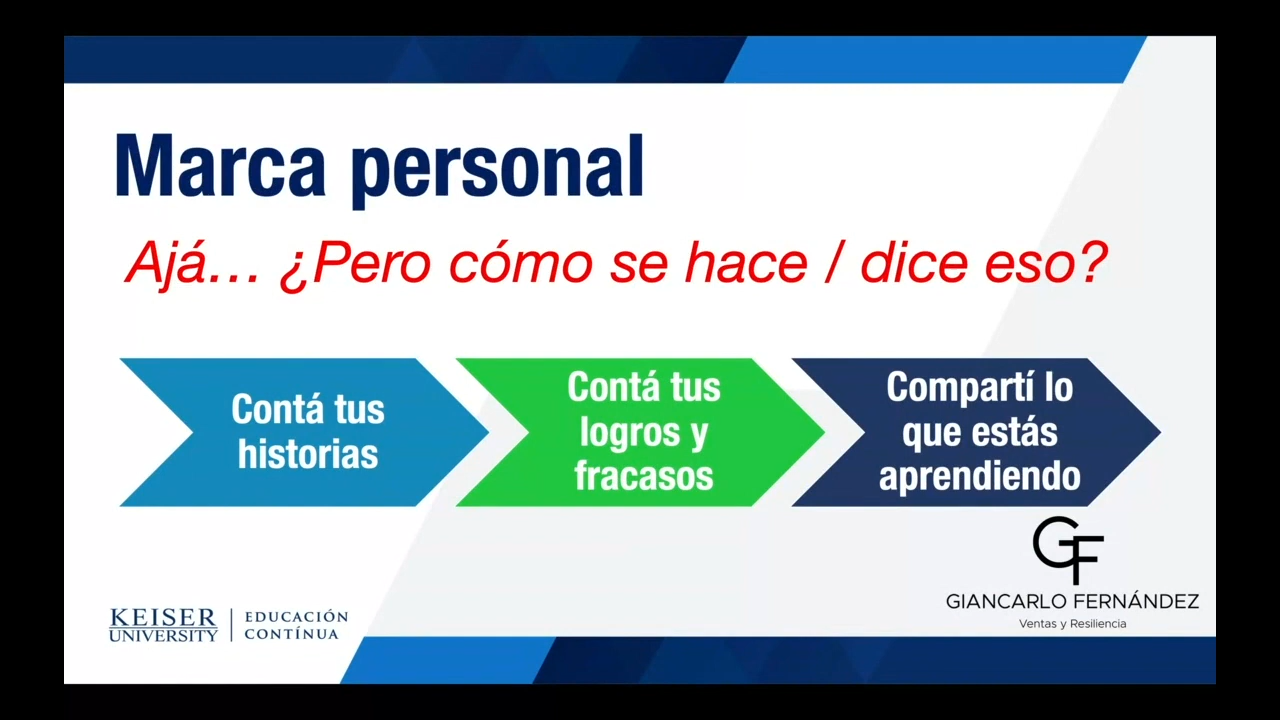 Marca personal
Ajá... ¿Pero cómo se hace / dice eso?
Contá tus
historias
Contá tus
logros y
fracasos
Compartí lo
que estás
aprendiendo
GF
GIANCARLO FERNÁNDEZ
Ventas y Resiliencia
KEISER
UNIVERSITY
EDUCACIÓN
CONTÍNUA